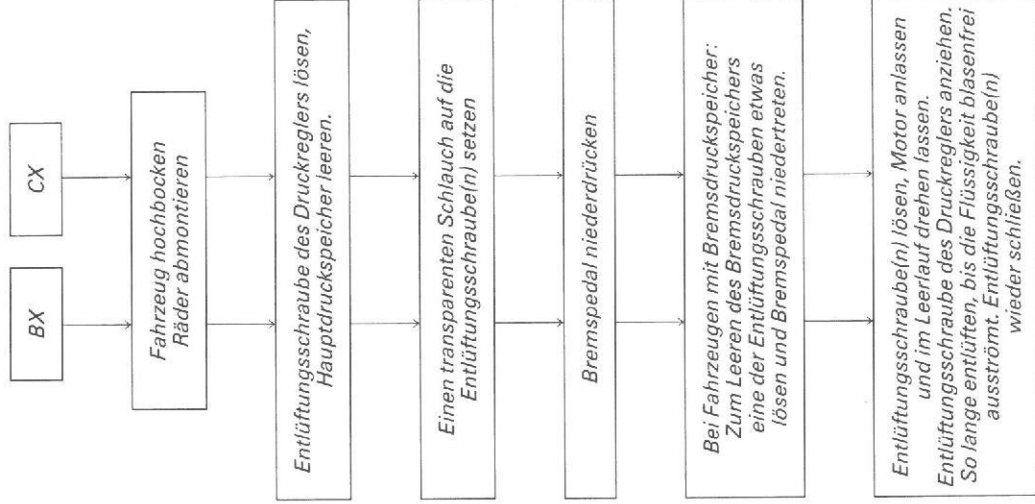 BX
CX
Fahrzeug hochbocken
Räder abmontieren
Entlüftungsschraube des Druckreglers lösen,
Hauptdruckspeicher leeren.
Einen transparenten Schlauch auf die
Entlüftungsschraube(n) setzen
Bremspedal niederdrücken
Bei Fahrzeugen mit Bremsdruckspeicher:
Zum Leeren des Bremsdruckspeichers
eine der Entlüftungsschrauben etwas
lösen und Bremspedal niedertreten.
Entlüftungsschraube(n) lösen, Motor anlassen
und im Leerlauf drehen lassen.
Entlüftungsschraube des Druckreglers anziehen.
So lange entlüften, bis die Flüssigkeit blasenfrei
ausströmt. Entlüftungsschraube(n)
wieder schließen.